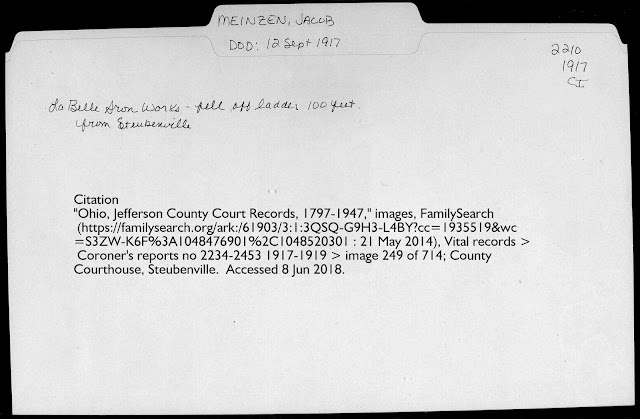 MEINZEN, JACOB
DOD: 12 Sept 1917
2210
1917
CI
La Belle Iron Works - fell off ladder 100 feet.
from Steubenville
Citation
"Ohio, Jefferson County Court Records, 1797-1947," images, FamilySearch
(https://familysearch.org/ark:/61903/3:1:3QSQ-G9H3-L4BY?cc=1935519&wc
=S3ZW-K6F%3A1048476901%2C1048520301 : 21 May 2014), Vital records >
Coroner's reports no 2234-2453 1917-1919 > image 249 of 714; County
Courthouse, Steubenville. Accessed 8 Jun 2018.